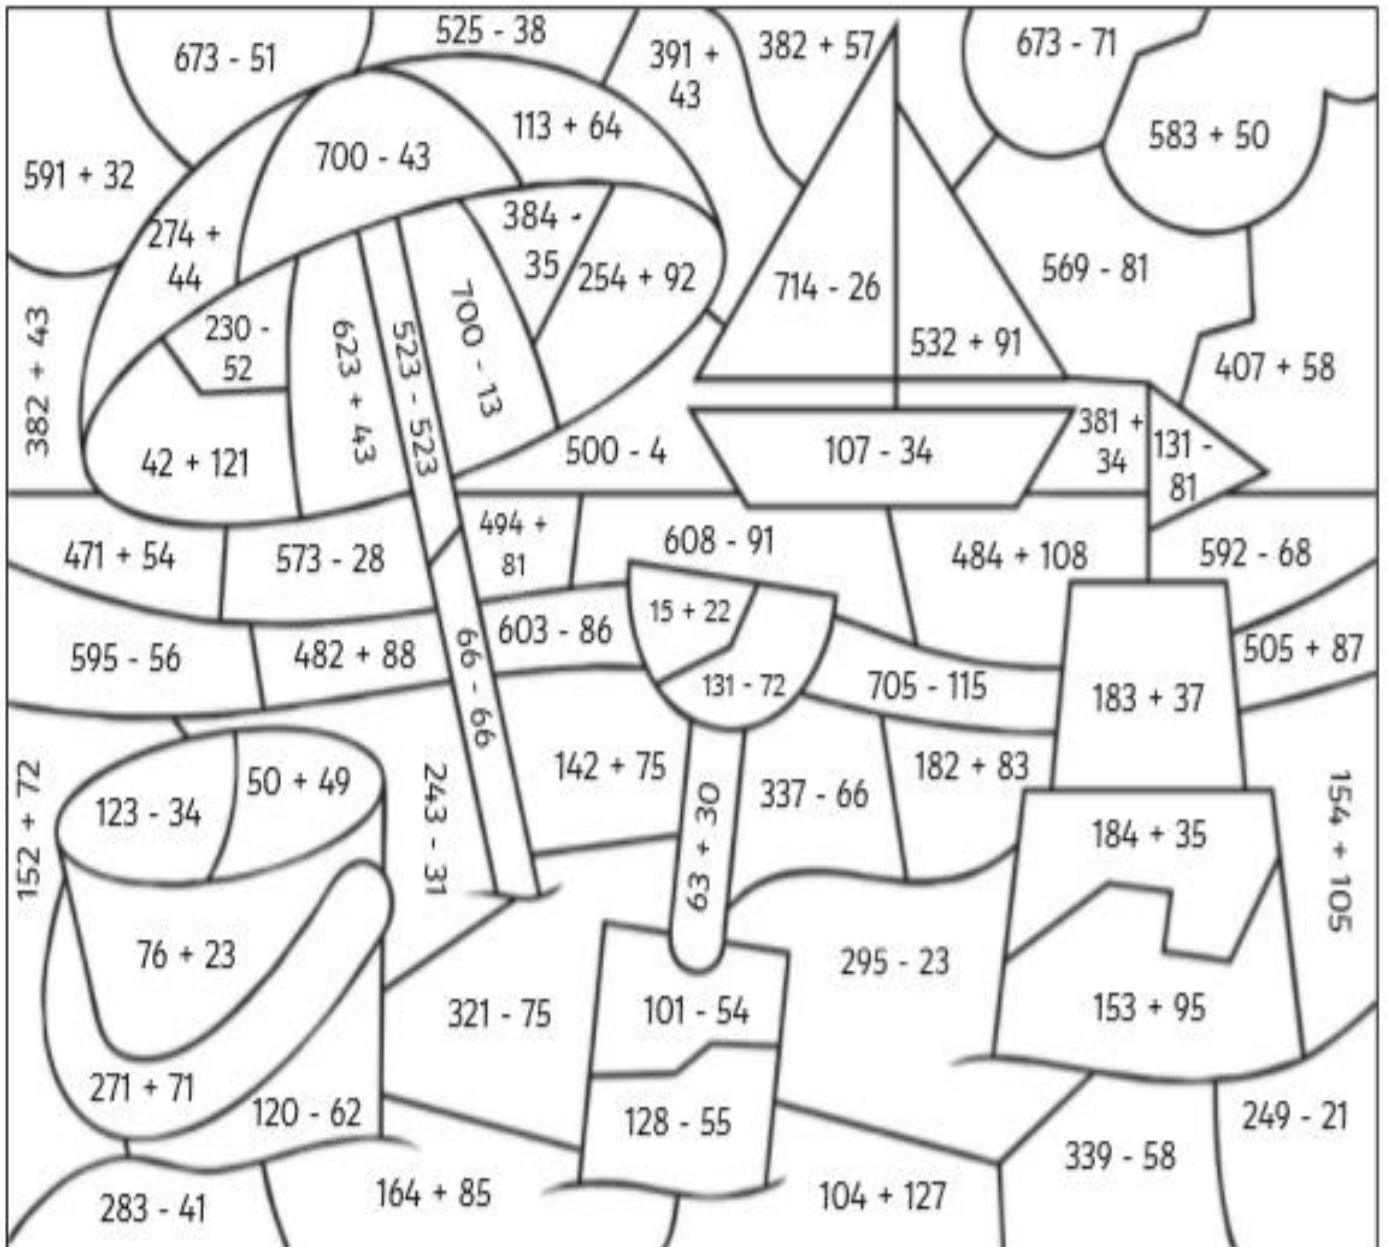 673 - 51
525 - 38
391 +
43
382 + 57
673 - 71
583 + 50
591 + 32
700 - 43
113 + 64
274 +
44
384 -
35
254 + 92
714 - 26
532 + 91
569 - 81
407 + 58
382 + 43
230 -
52
623 + 43
523 - 523
700 - 13
42 + 121
500 - 4
107 - 34
381 +
34
131 -
81
471 + 54
573 - 28
494 +
81
608 - 91
484 + 108
592 - 68
595 - 56
482 + 88
66 - 66
603 - 86
15 + 22
131 - 72
705 - 115
183 + 37
505 + 87
152 + 72
123 - 34
50 + 49
243 - 31
142 + 75
63 + 30
337 - 66
182 + 83
184 + 35
154 + 105
76 + 23
321 - 75
101 - 54
295 - 23
153 + 95
271 + 71
120 - 62
128 - 55
339 - 58
249 - 21
283 - 41
164 + 85
104 + 127